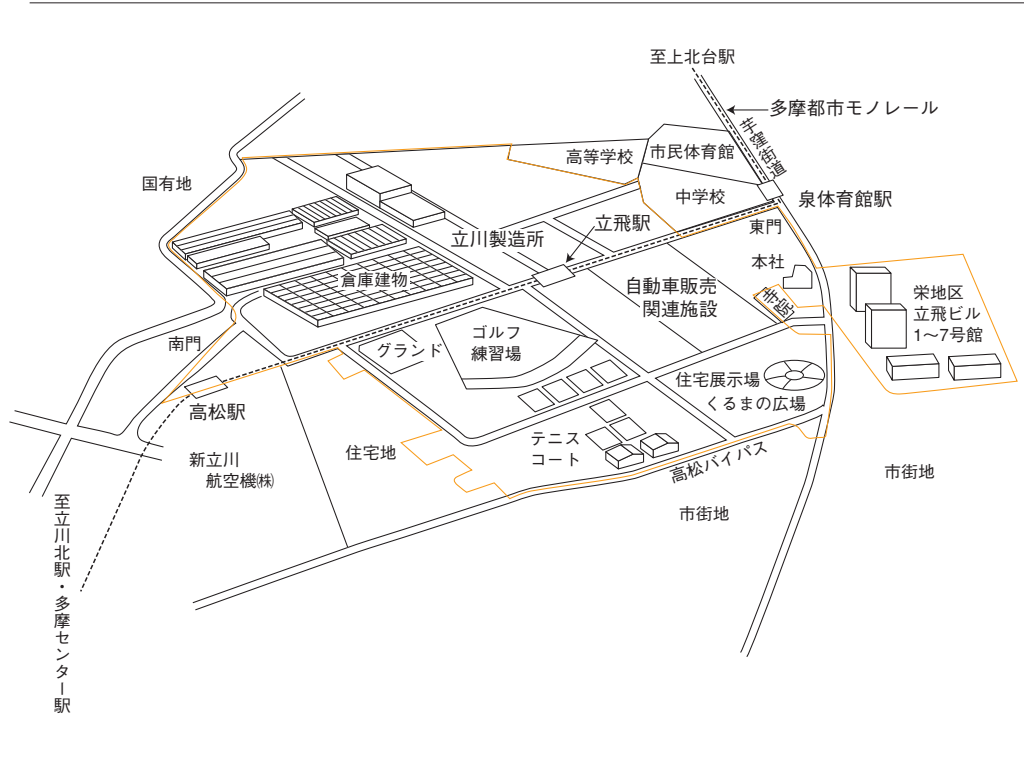 至上北台駅
多摩都市モノレール
芋窪街道
高等学校
市民体育館
国有地
中学校
泉体育館駅
立飛駅
東門
立川製造所
本社
倉庫建物
自動車販売
関連施設
寺院
栄地区
立飛ビル
1〜7号館
ゴルフ
練習場
グランド
南門
住宅展示場
くるまの広場
高松駅
テニス
コート
住宅地
新立川
航空機㈱
高松バイパス
市街地
市街地
至立川北駅・多摩センター駅